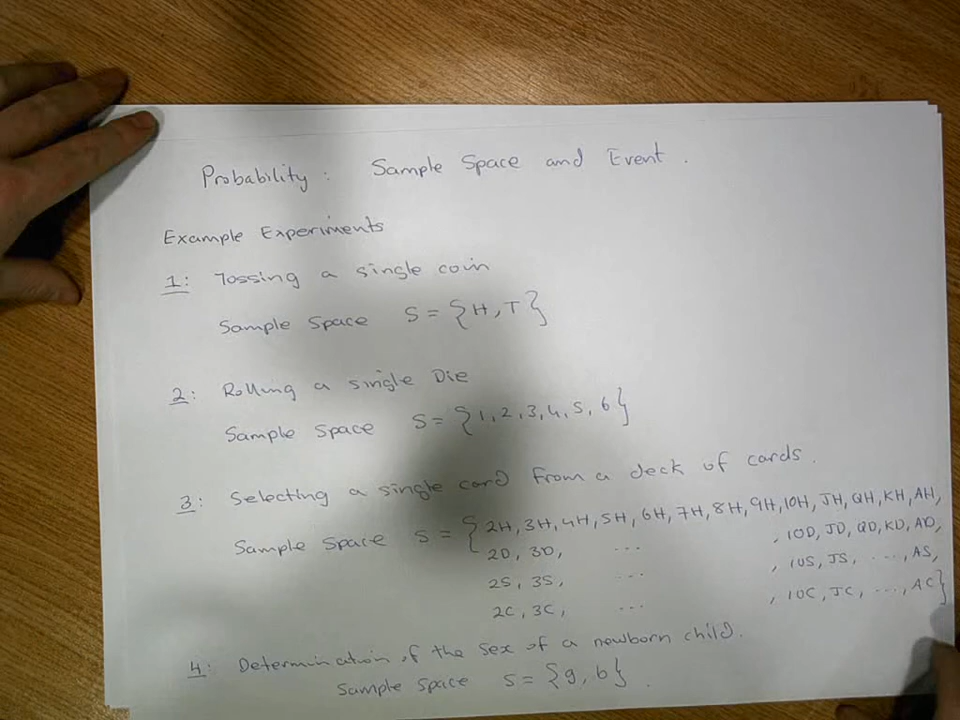 Probability: Sample Space and Event.
Example Experiments
1: Tossing a single coin
Sample Space S = {H, T}
2: Rolling a single Die
Sample Space S = {1, 2, 3, 4, 5, 6}
3: Selecting a single card from a deck of cards.
Sample Space S = {2H, 3H, 4H, 5H, 6H, 7H, 8H, 9H, 10H, JH, QH, KH, AH,
2D, 3D, ... , 10D, JD, QD, KD, AD,
2S, 3S, ... , 10S, JS, ..., AS,
2C, 3C, ... , 10C, JC, ..., AC}
4: Determination of the sex of a newborn child.
Sample Space S = {g, b}.